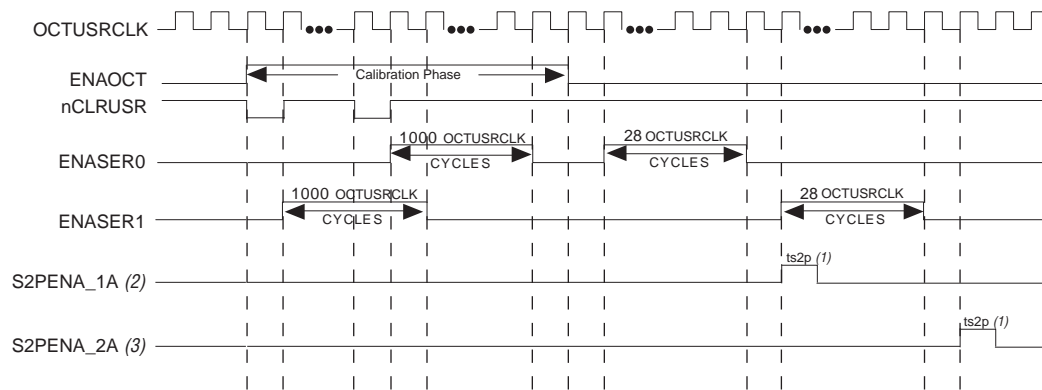 OCTUSRCLK
ENAOCT
Calibration Phase
nCLRUSR
1000 OCTUSRCLK
CYCLES
28 OCTUSRCLK
CYCLES
ENASER0
1000 OCTUSRCLK
CYCLES
28 OCTUSRCLK
CYCLES
ENASER1
ts2p (1)
S2PENA_1A (2)
ts2p (1)
S2PENA_2A (3)